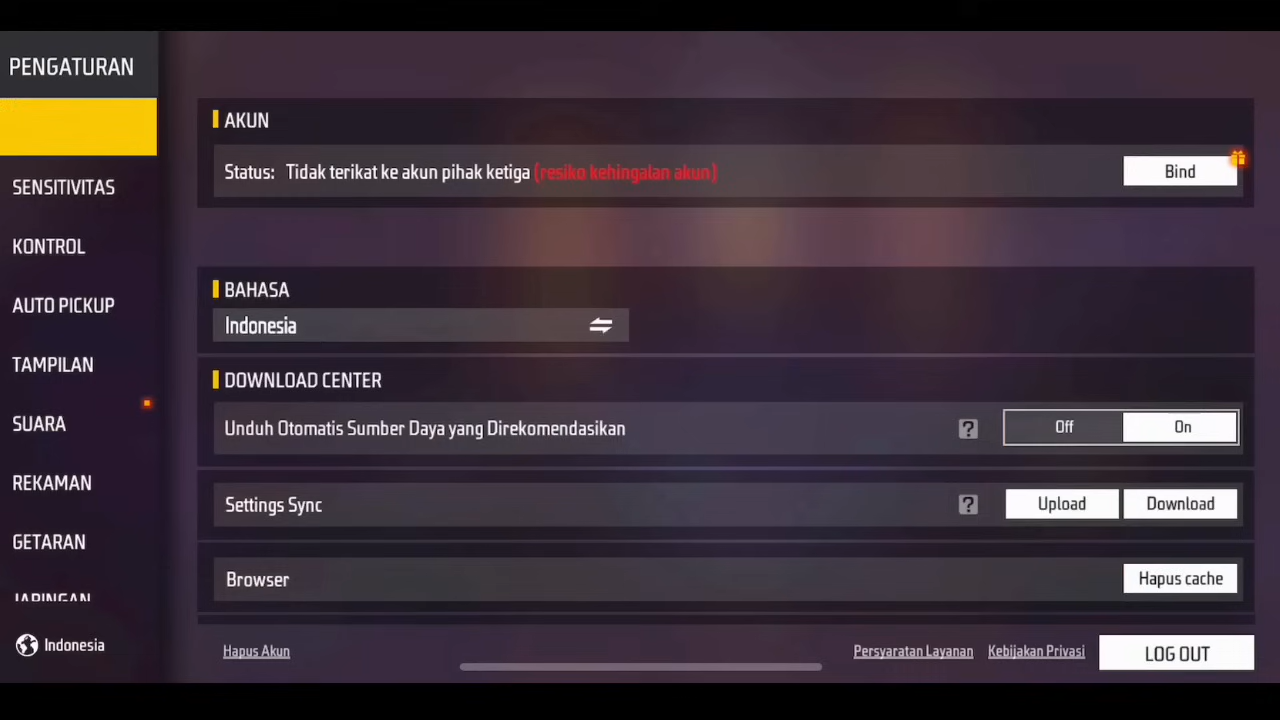 PENGATURAN
SENSITIVITAS
KONTROL
AUTO PICKUP
TAMPILAN
SUARA
REKAMAN
GETARAN
JARINGAN
Indonesia
AKUN
Status: Tidak terikat ke akun pihak ketiga (resiko kehingalan akun)
Bind
BAHASA
Indonesia
DOWNLOAD CENTER
Unduh Otomatis Sumber Daya yang Direkomendasikan
?
Off
On
Settings Sync
?
Upload
Download
Browser
Hapus cache
Hapus Akun
Persyaratan Layanan
Kebijakan Privasi
LOG OUT